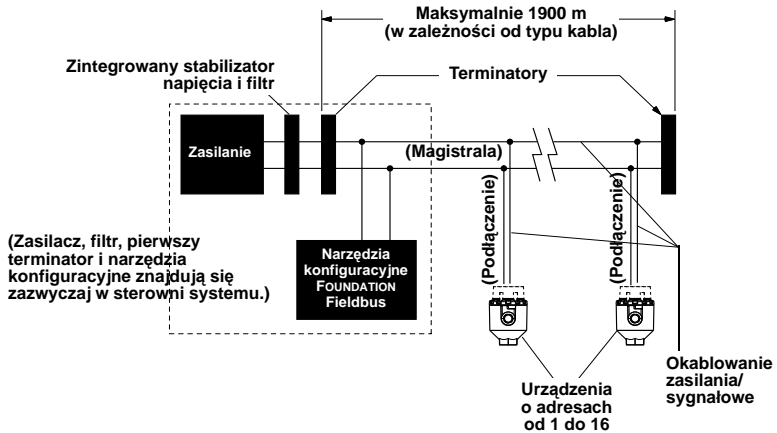 Maksymalnie 1900 m
(w zależności od typu kabla)
Zintegrowany stabilizator
napięcia i filtr
Terminatory
Zasilanie
(Magistrala)
(Podłączenie)
(Podłączenie)
(Zasilacz, filtr, pierwszy
terminator i narzędzia
konfiguracyjne znajdują się
zazwyczaj w sterowni systemu.)
Narzędzia
konfiguracyjne
FOUNDATION
Fieldbus
Urządzenia
o adresach
od 1 do 16
Okablowanie
zasilania/
sygnałowe